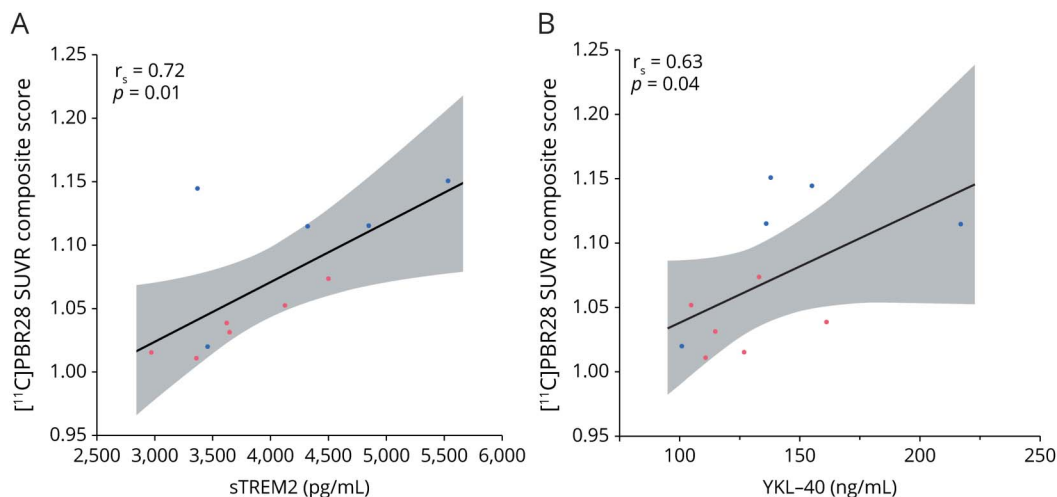 A
[¹¹C]PBR28 SUVR composite score
1.25
1.20
1.15
1.10
1.05
1.00
0.95
rₛ = 0.72
p = 0.01
2,500 3,000 3,500 4,000 4,500 5,000 5,500 6,000
sTREM2 (pg/mL)
B
[¹¹C]PBR28 SUVR composite score
1.25
1.20
1.15
1.10
1.05
1.00
0.95
rₛ = 0.63
p = 0.04
100 150 200 250
YKL–40 (ng/mL)